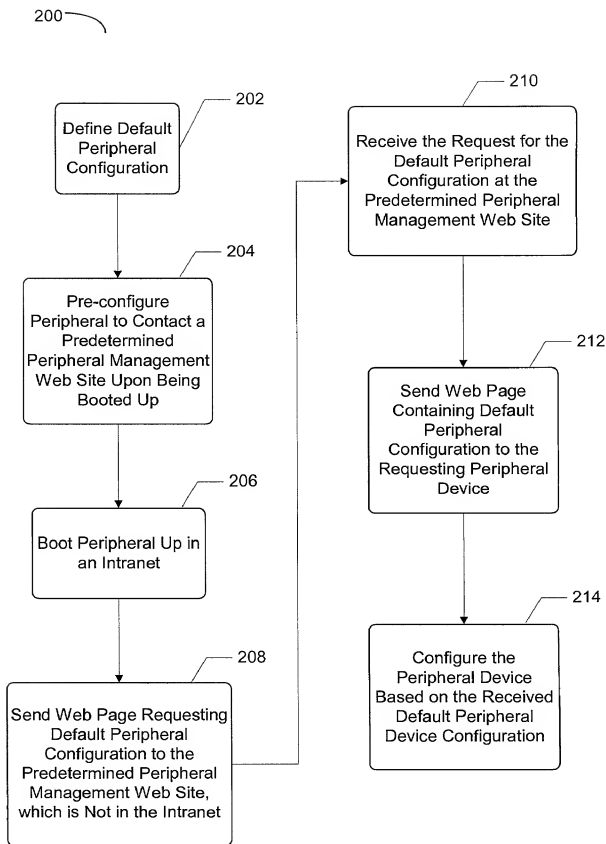 200
202
Define Default
Peripheral
Configuration
204
Pre-configure
Peripheral to Contact a
Predetermined
Peripheral Management
Web Site Upon Being
Booted Up
206
Boot Peripheral Up in
an Intranet
208
Send Web Page Requesting
Default Peripheral
Configuration to the
Predetermined Peripheral
Management Web Site,
which is Not in the Intranet
210
Receive the Request for the
Default Peripheral
Configuration at the
Predetermined Peripheral
Management Web Site
212
Send Web Page
Containing Default
Peripheral
Configuration to the
Requesting Peripheral
Device
214
Configure the
Peripheral Device
Based on the Received
Default Peripheral
Device Configuration